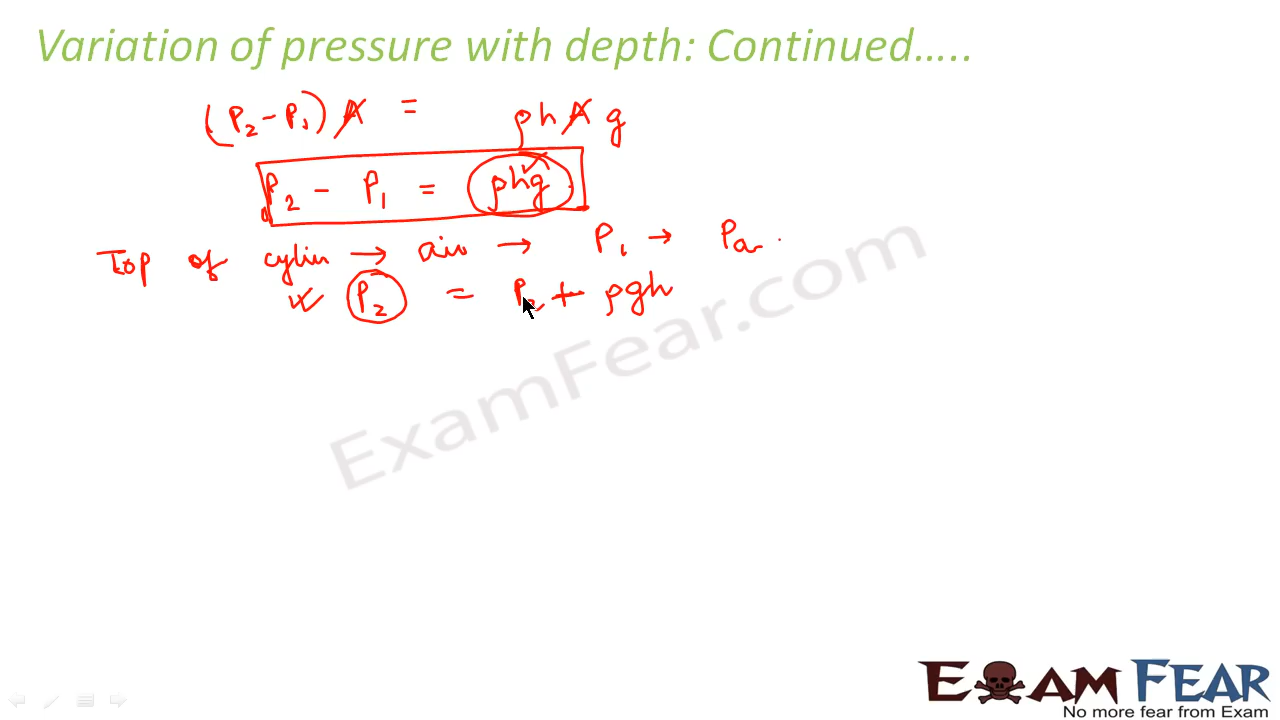 Variation of pressure with depth: Continued…..
(P₂ – P₁) A = ρhAg
P₂ – P₁ = ρhg
Top of cylin → air → P₁ → Pa.
P₂ = Pa + ρgh
ExamFear.com
EXAM FEAR
No more fear from Exam